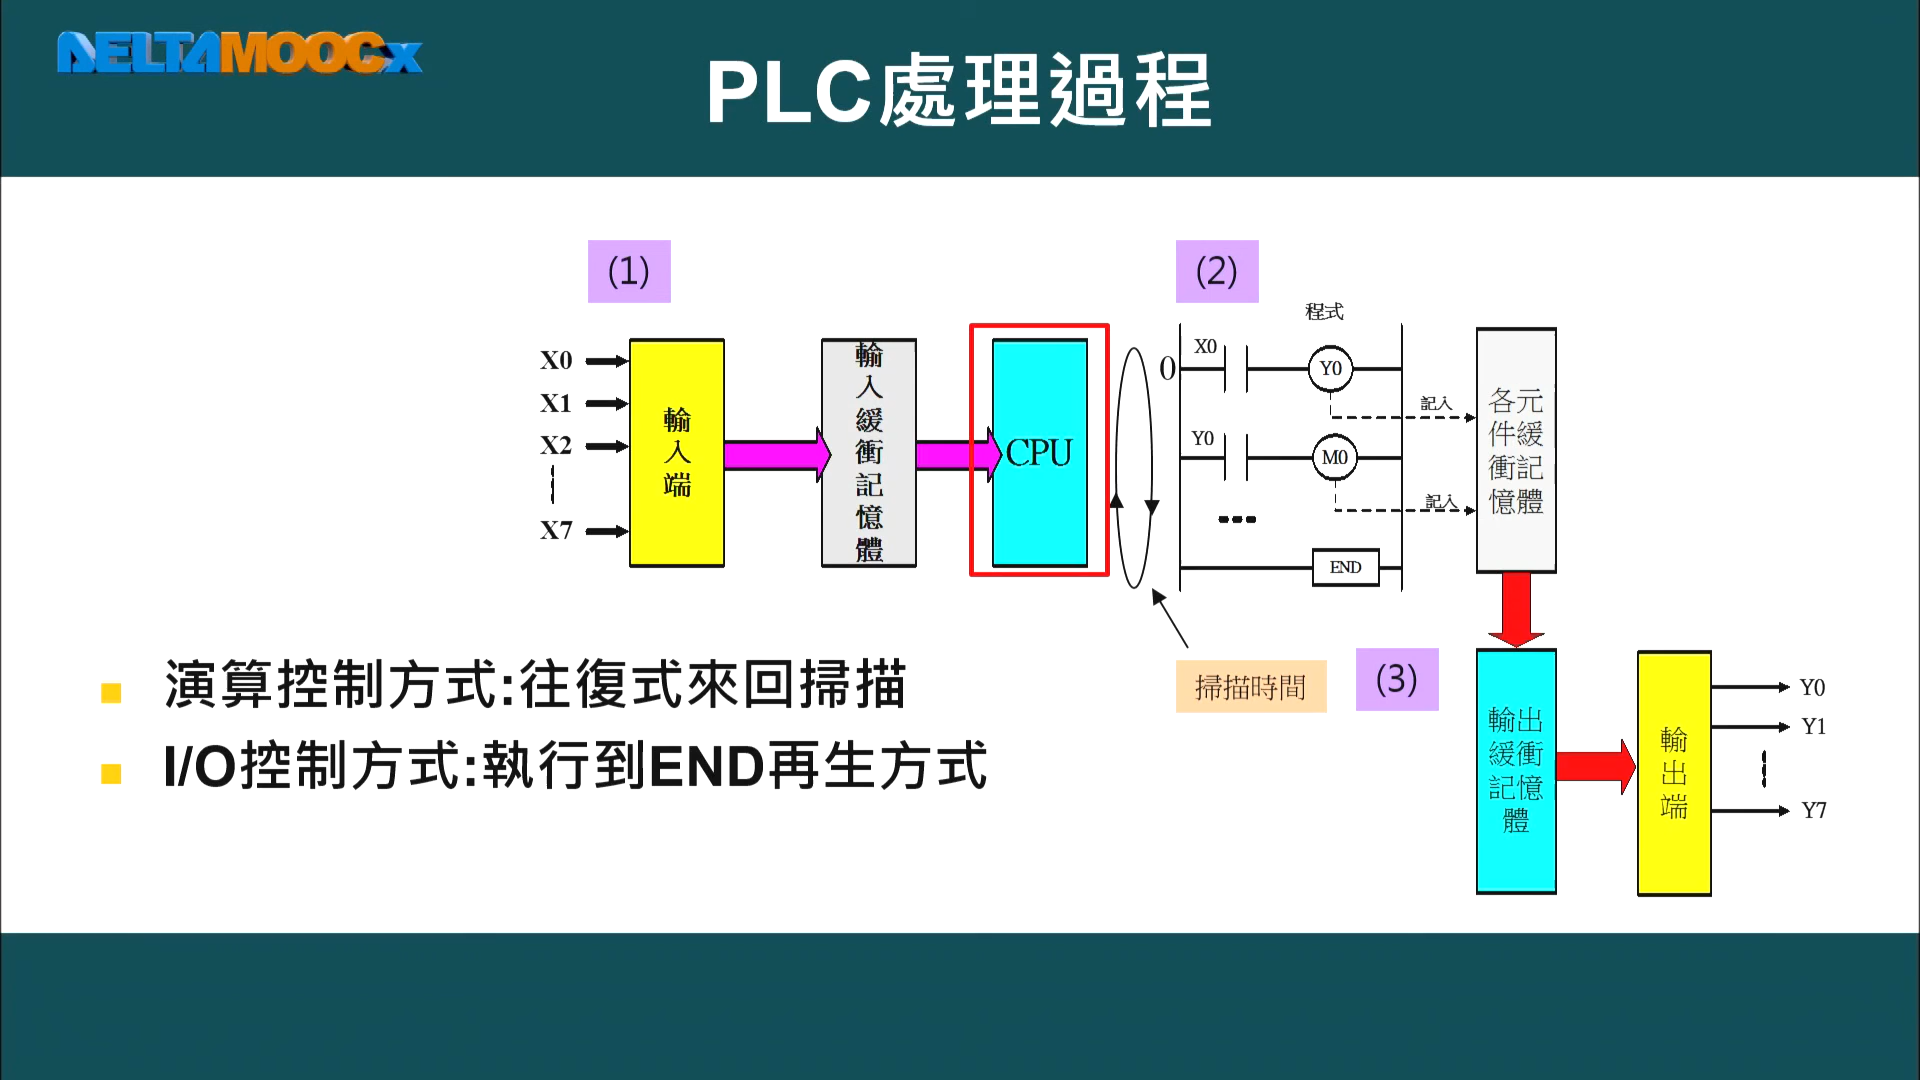 DELTAMOOCx
PLC處理過程
(1)
(2)
程式
X0
X1
X2
X7
輸入端
輸入緩衝記憶體
CPU
0
X0
Y0
記入
Y0
M0
記入
END
各元件緩衝記憶體
掃描時間
(3)
輸出緩衝記憶體
輸出端
Y0
Y1
Y7
演算控制方式:往復式來回掃描
I/O控制方式:執行到END再生方式